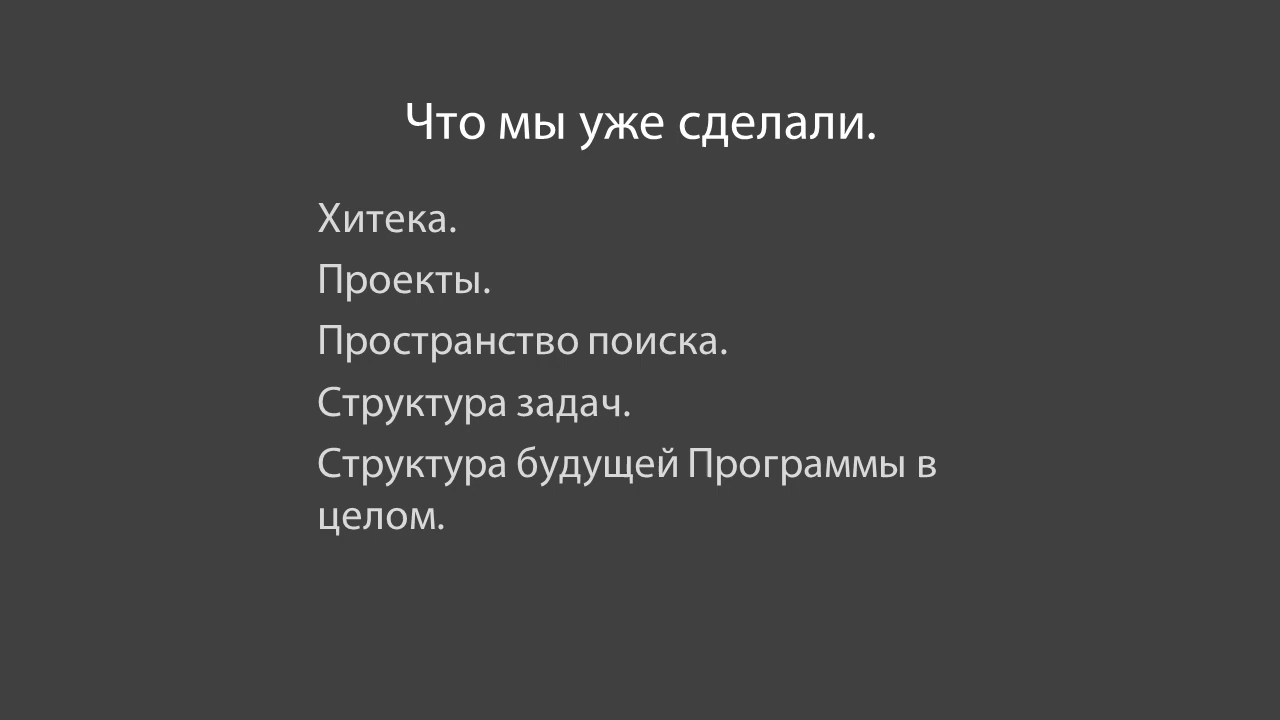 Что мы уже сделали.
Хитека.
Проекты.
Пространство поиска.
Структура задач.
Структура будущей Программы в
целом.